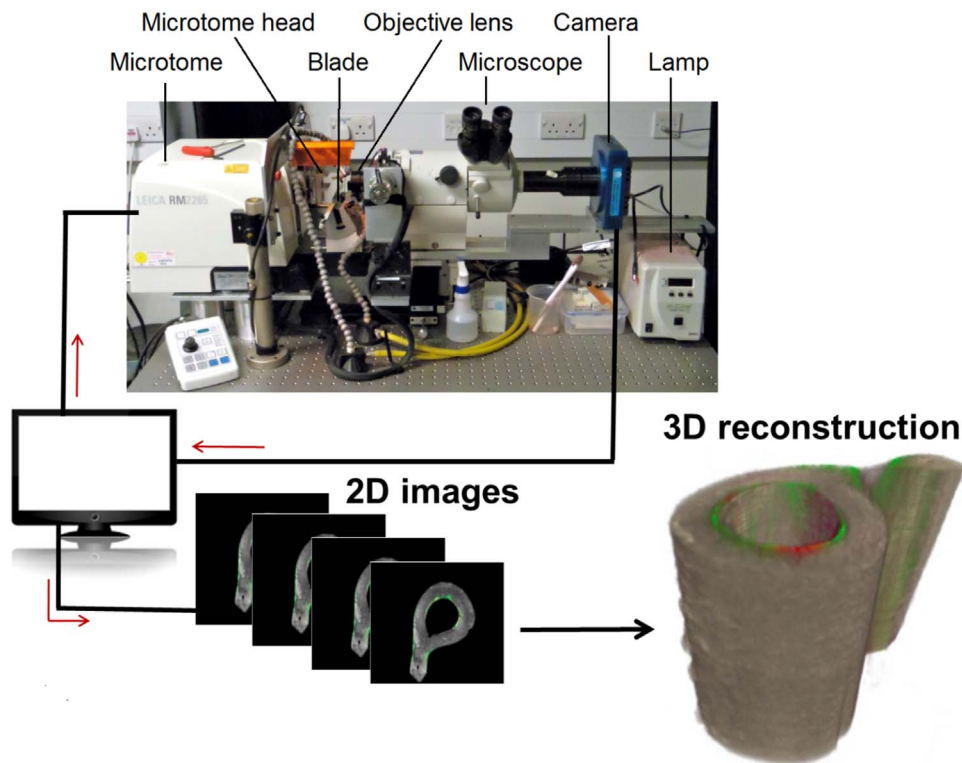 Microtome head
Objective lens
Camera
Microtome
Blade
Microscope
Lamp
LEICA RM2265
3D reconstruction
2D images